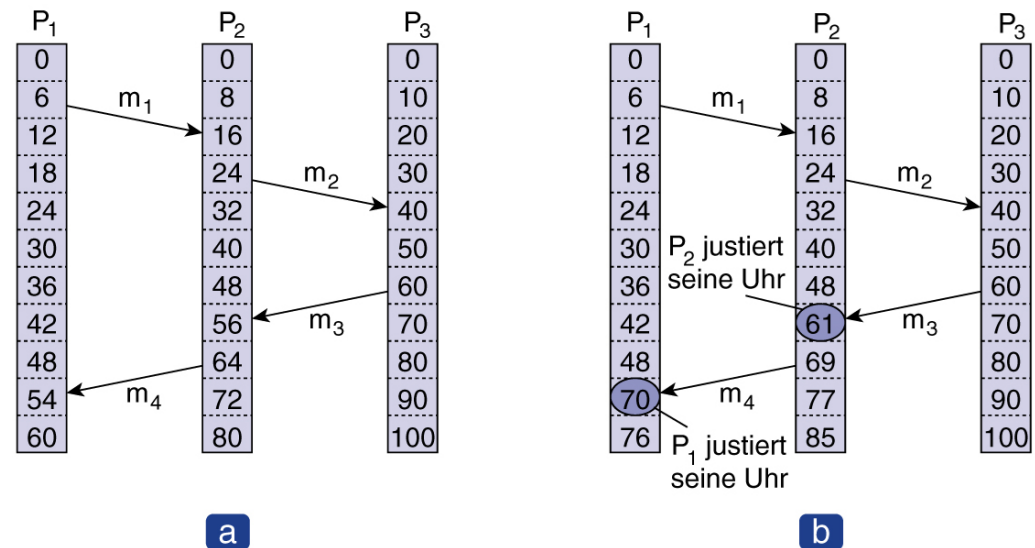 P1 P2 P3
0 0 0
6 8 10
m1
12 16 20
18 24 30
m2
24 32 40
30 40 50
36 48 60
42 56 70
m3
48 64 80
54 72 90
m4
60 80 100
a
P1 P2 P3
0 0 0
6 8 10
m1
12 16 20
18 24 30
m2
24 32 40
30 40 50
P2 justiert
seine Uhr
36 48 60
42 61 70
m3
48 69 80
70 77 90
m4
76 85 100
P1 justiert
seine Uhr
b